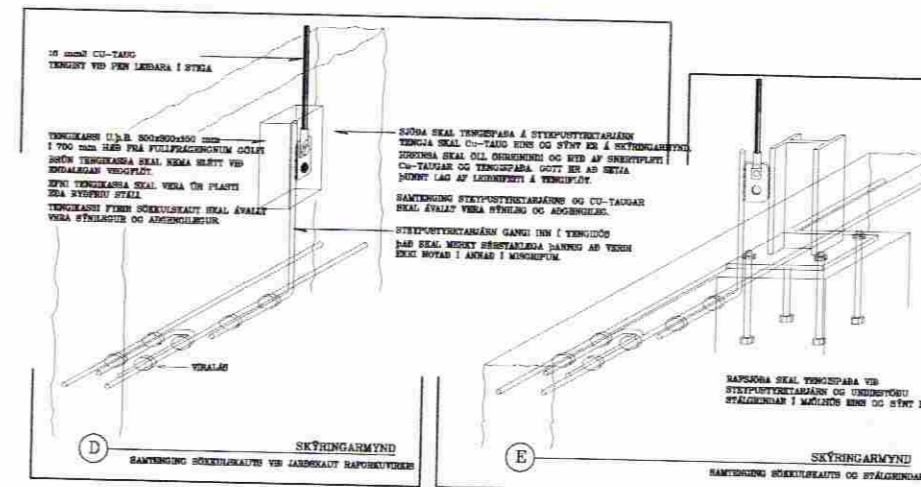 16 mm2 CU-TAUG
TENGIST VIÐ PEN LEIÐARA Í STIGA
TENGIKASSI U.þ.B. 300x200x150 mm
Í 700 mm HÆÐ FRÁ FULLFRÁGENGNUM GÓLFI
BRÚN TENGIKASSA SKAL NEMA SLÉTT VIÐ
ENDALEGAN VEGGFLÖT.
EFNI TENGIKASSA SKAL VERA ÚR PLASTI
EÐA RYÐFRÍU STÁLI.
TENGIKASSI FYRIR SÖKKULSKAUT SKAL ÁVALLT
VERA SÝNILEGUR OG AÐGENGILEGUR.
SJÓÐA SKAL TENGISPAÐA Á STEYPUSTYRKTARJÁRN
TENGJA SKAL Cu-TAUG EINS OG SÝNT ER Á SKÝRINGARMYND.
HREINSA SKAL ÖLL ÓHREININDI OG RYÐ AF SNERTIFLETI
Cu-TAUGAR OG TENGISPAÐA. GOTT ER AÐ SETJA
ÞUNNT LAG AF LEIÐNIFEITI Á TENGIFLÖT.
SAMTENGING STEYPUSTYRKTARJÁRNS OG CU-TAUGAR
SKAL ÁVALLT VERA SÝNILEG OG AÐGENGILEG.
STEYPUSTYRKTARJÁRN GANGI INN Í TENGIDÓS
ÞAÐ SKAL MERKT SÉRSTAKLEGA ÞANNIG AÐ VERÐI
EKKI NOTAÐ Í ANNAÐ Í MISGRIPUM.
VÍRALÁS
D
SKÝRINGARMYND
SAMTENGING SÖKKULSKAUTS VIÐ JARÐSKAUT RAFORKUVIRKIS
RAFSJÓÐA SKAL TENGISPAÐA VIÐ
STEYPUSTYRKTARJÁRN OG UNDIRSTÖÐU
STÁLGRINDAR Í MJÖLHÚS EINS OG SÝNT
E
SKÝRINGARMYND
SAMTENGING SÖKKULSKAUTS OG STÁLGRINDAR